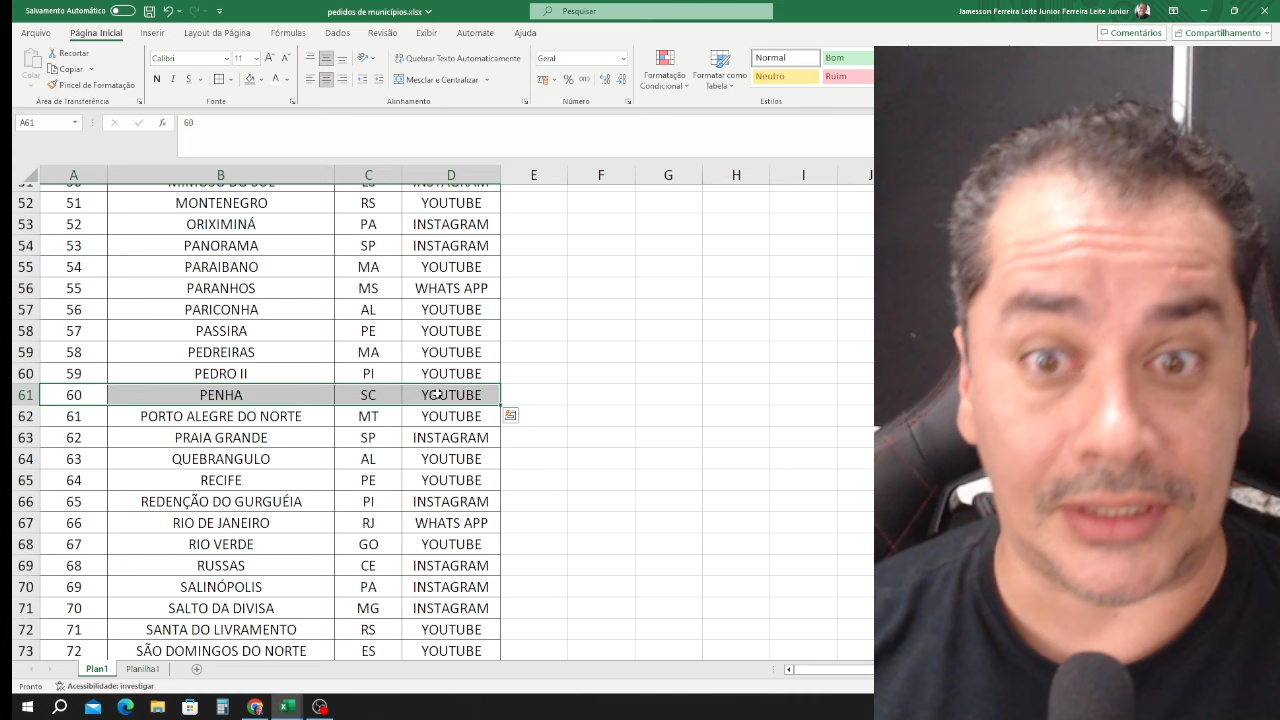 Salvamento Automático
pedidos de municípios.xlsx
Pesquisar
Jamesson Ferreira Leite Junior Ferreira Leite Junior
Arquivo Página Inicial Inserir Layout da Página Fórmulas Dados Revisão Exibir Automate Ajuda
Comentários Compartilhamento
Colar
Recortar
Copiar
Pincel de Formatação
Área de Transferência
Calibri 11
N I S
Fonte
Quebrar Texto Automaticamente
Mesclar e Centralizar
Alinhamento
Geral
% 000
Número
Formatação Condicional
Formatar como Tabela
Normal Bom
Neutro Ruim
Estilos
A61 fx 60
A B C D E F G H I J
51 50 MIMOSO DO SUL ES INSTAGRAM
52 51 MONTENEGRO RS YOUTUBE
53 52 ORIXIMINÁ PA INSTAGRAM
54 53 PANORAMA SP INSTAGRAM
55 54 PARAIBANO MA YOUTUBE
56 55 PARANHOS MS WHATS APP
57 56 PARICONHA AL YOUTUBE
58 57 PASSIRA PE YOUTUBE
59 58 PEDREIRAS MA YOUTUBE
60 59 PEDRO II PI YOUTUBE
61 60 PENHA SC YOUTUBE
62 61 PORTO ALEGRE DO NORTE MT YOUTUBE
63 62 PRAIA GRANDE SP INSTAGRAM
64 63 QUEBRANGULO AL YOUTUBE
65 64 RECIFE PE YOUTUBE
66 65 REDENÇÃO DO GURGUÉIA PI INSTAGRAM
67 66 RIO DE JANEIRO RJ WHATS APP
68 67 RIO VERDE GO YOUTUBE
69 68 RUSSAS CE INSTAGRAM
70 69 SALINÓPOLIS PA INSTAGRAM
71 70 SALTO DA DIVISA MG INSTAGRAM
72 71 SANTA DO LIVRAMENTO RS YOUTUBE
73 72 SÃO DOMINGOS DO NORTE ES YOUTUBE
Plan1 Planilha1
Pronto Acessibilidade: investigar